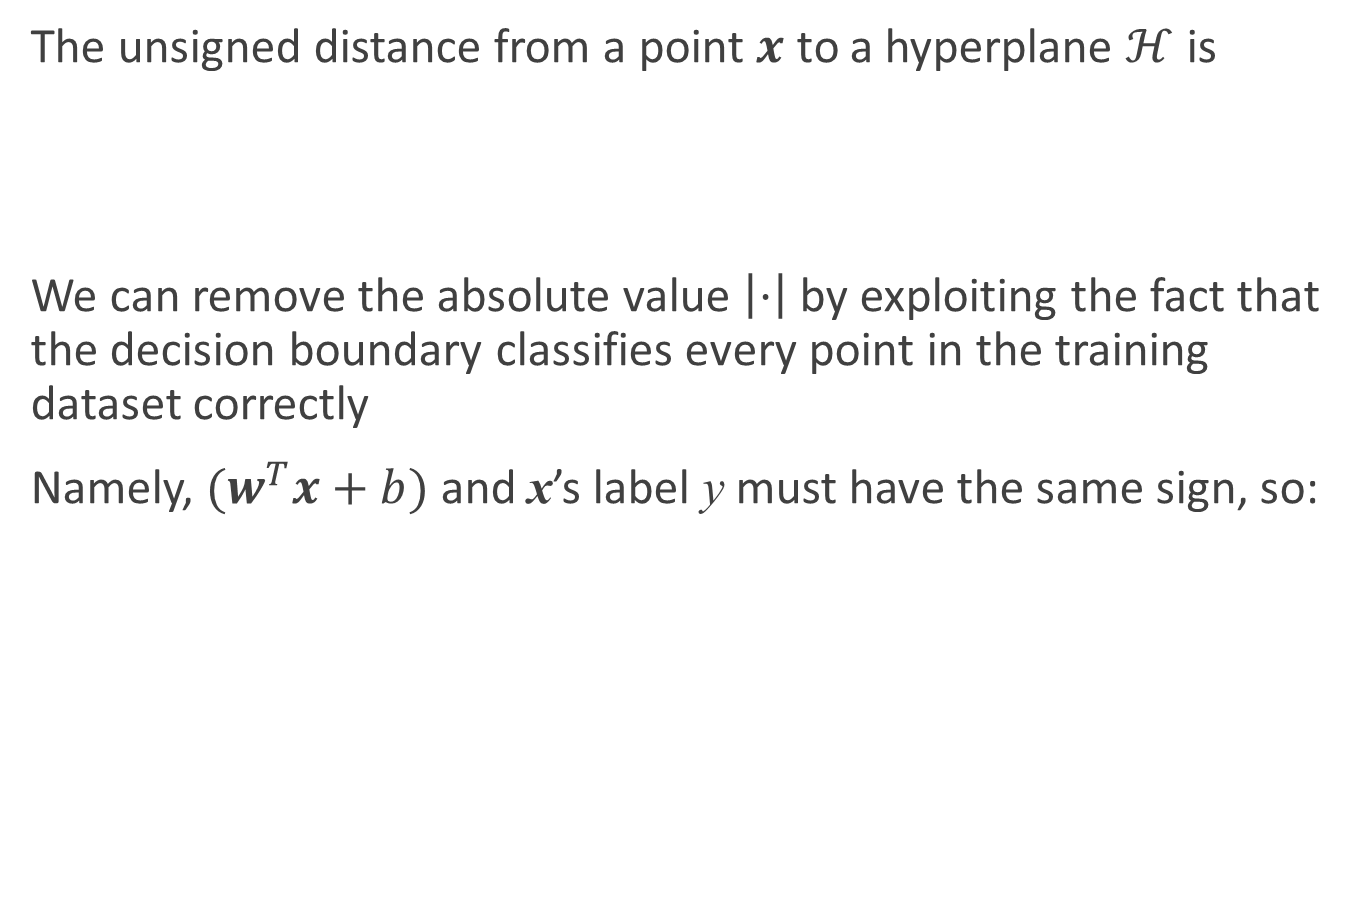 The unsigned distance from a point 𝒙 to a hyperplane ℋ is
We can remove the absolute value |·| by exploiting the fact that
the decision boundary classifies every point in the training
dataset correctly
Namely, (𝒘ᵀ𝒙 + 𝑏) and 𝒙’s label 𝑦 must have the same sign, so: